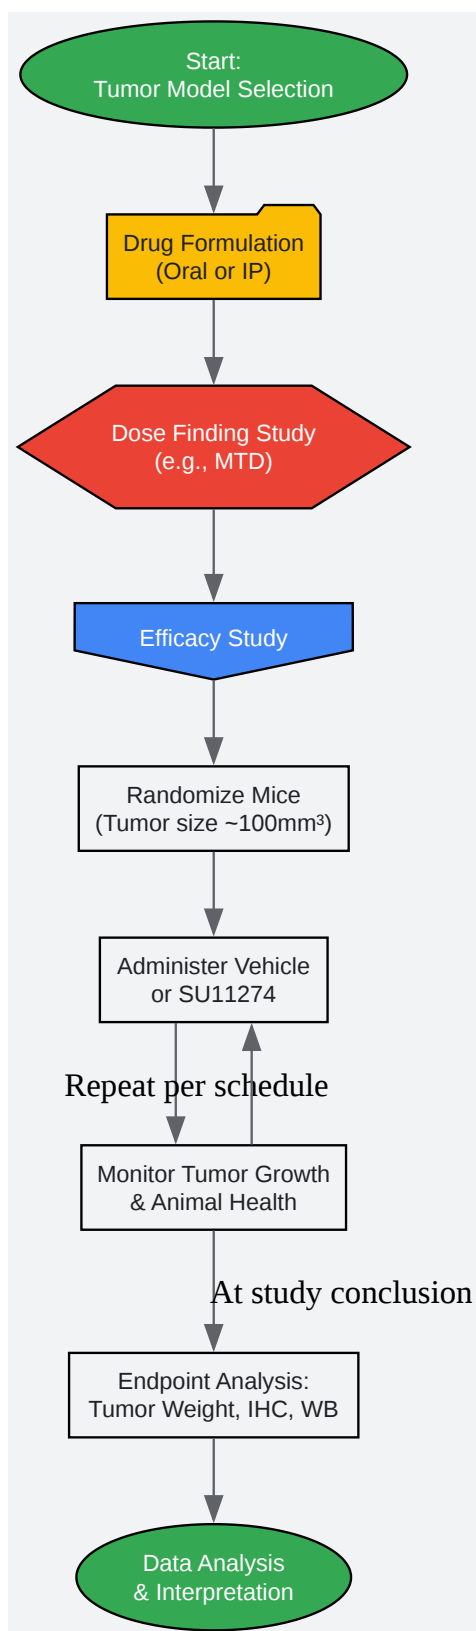 Start:
Tumor Model Selection
Drug Formulation
(Oral or IP)
Dose Finding Study
(e.g., MTD)
Efficacy Study
Randomize Mice
(Tumor size ~100mm³)
Administer Vehicle
or SU11274
Repeat per schedule
Monitor Tumor Growth
& Animal Health
At study conclusion
Endpoint Analysis:
Tumor Weight, IHC, WB
Data Analysis
& Interpretation